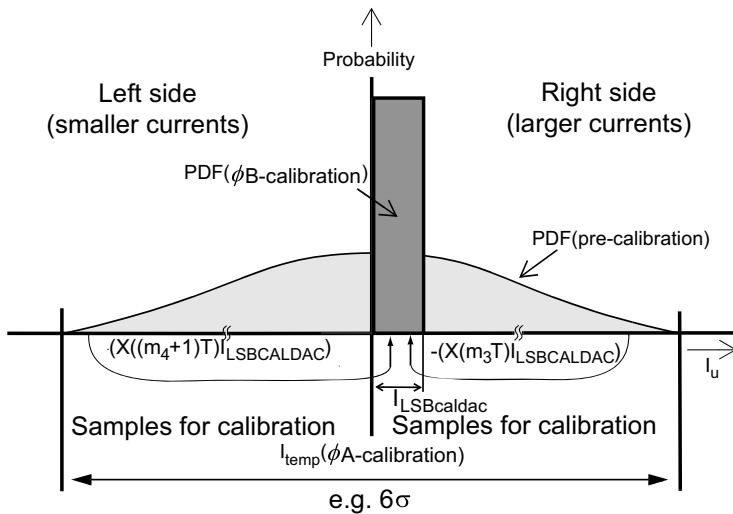 Probability
Left side
(smaller currents)
Right side
(larger currents)
PDF(ϕB-calibration)
PDF(pre-calibration)
-(X((m4+1)T)ILSBCALDAC)
-(X(m3T)ILSBCALDAC)
Iu
ILSBcaldac
Samples for calibration
Samples for calibration
Itemp(ϕA-calibration)
e.g. 6σ